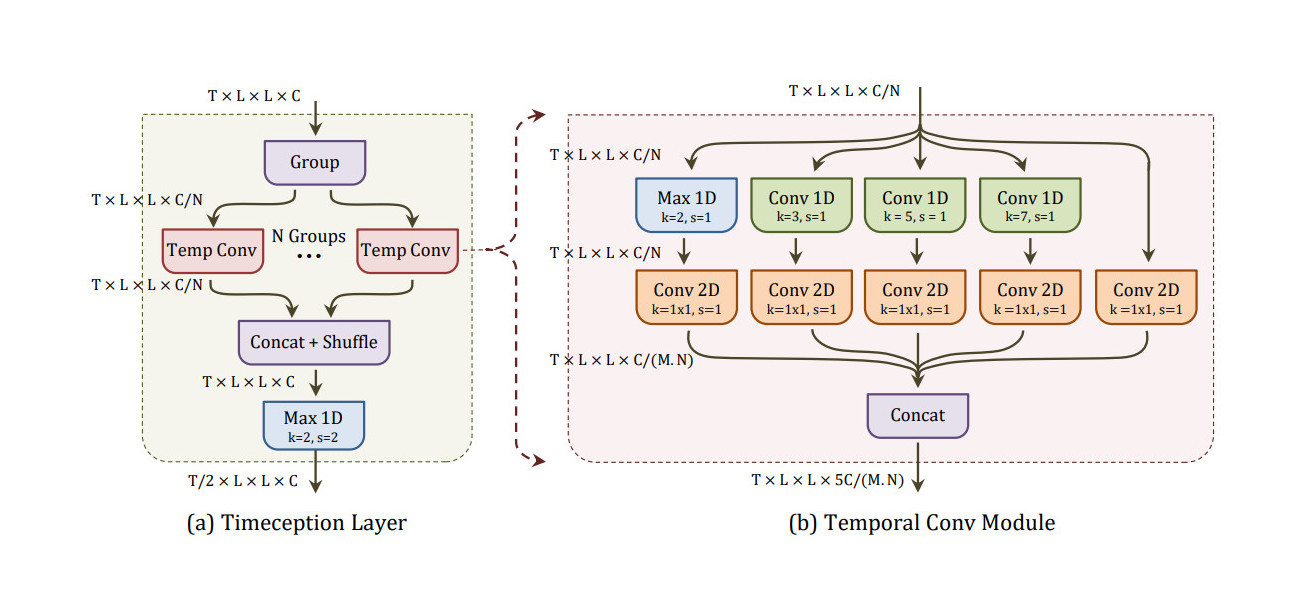 T × L × L × C
Group
T × L × L × C/N
Temp Conv
N Groups
•••
Temp Conv
T × L × L × C/N
Concat + Shuffle
T × L × L × C
Max 1D
k=2, s=2
T/2 × L × L × C
(a) Timeception Layer
T × L × L × C/N
T × L × L × C/N
Max 1D
k=2, s=1
Conv 1D
k=3, s=1
Conv 1D
k = 5, s = 1
Conv 1D
k=7, s=1
T × L × L × C/N
Conv 2D
k=1x1, s=1
Conv 2D
k=1x1, s=1
Conv 2D
k=1x1, s=1
Conv 2D
k =1x1, s=1
Conv 2D
k =1x1, s=1
T × L × L × C/(M. N)
Concat
T × L × L × 5C/(M. N)
(b) Temporal Conv Module